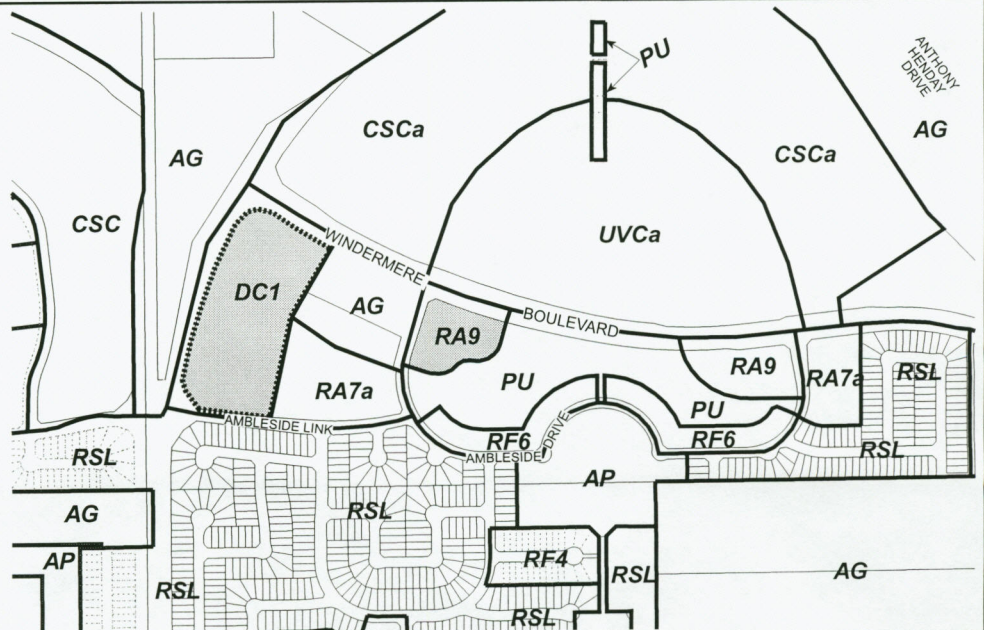 PU
ANTHONY
HENDAY
DRIVE
CSCa
AG
CSCa
AG
CSC
UVCa
WINDERMERE
DC1
AG
BOULEVARD
RA9
RA9
RSL
PU
RA7a
RA7a
PU
AMBLESIDE LINK
RF6
DRIVE
RF6
AMBLESIDE
RSL
RSL
AP
AG
RSL
AP
RF4
RSL
AG
RSL
RSL